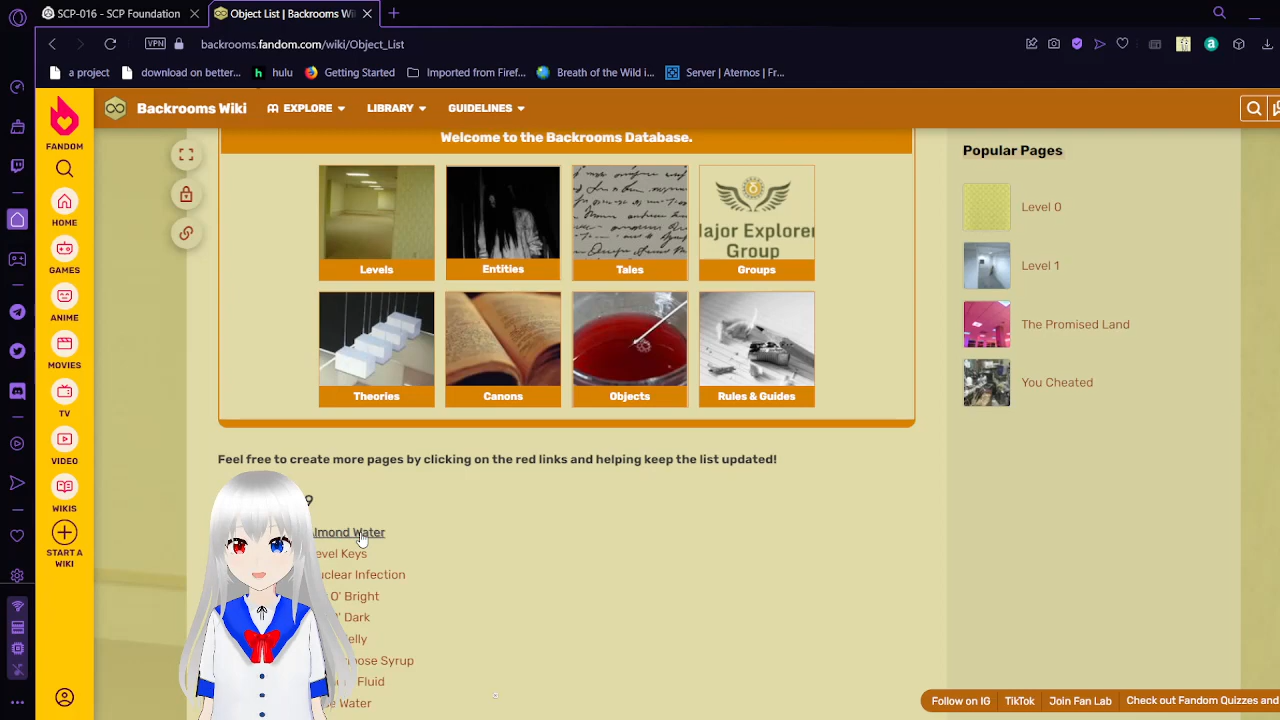 SCP-016 - SCP Foundation
Object List | Backrooms Wi
VPN
backrooms.fandom.com/wiki/Object_List
a project
download on better...
hulu
Getting Started
Imported from Firef...
Breath of the Wild i...
Server | Aternos | Fr...
FANDOM
HOME
GAMES
ANIME
MOVIES
TV
VIDEO
WIKIS
START A
WIKI
Backrooms Wiki
EXPLORE
LIBRARY
GUIDELINES
Welcome to the Backrooms Database.
Major Explorer
Group
Levels
Entities
Tales
Groups
Theories
Canons
Objects
Rules & Guides
Popular Pages
Level 0
Level 1
The Promised Land
You Cheated
Feel free to create more pages by clicking on the red links and helping keep the list updated!
9
Almond Water
evel Keys
uclear Infection
O' Bright
O' Dark
elly
pose Syrup
Fluid
e Water
Follow on IG
TikTok
Join Fan Lab
Check out Fandom Quizzes and